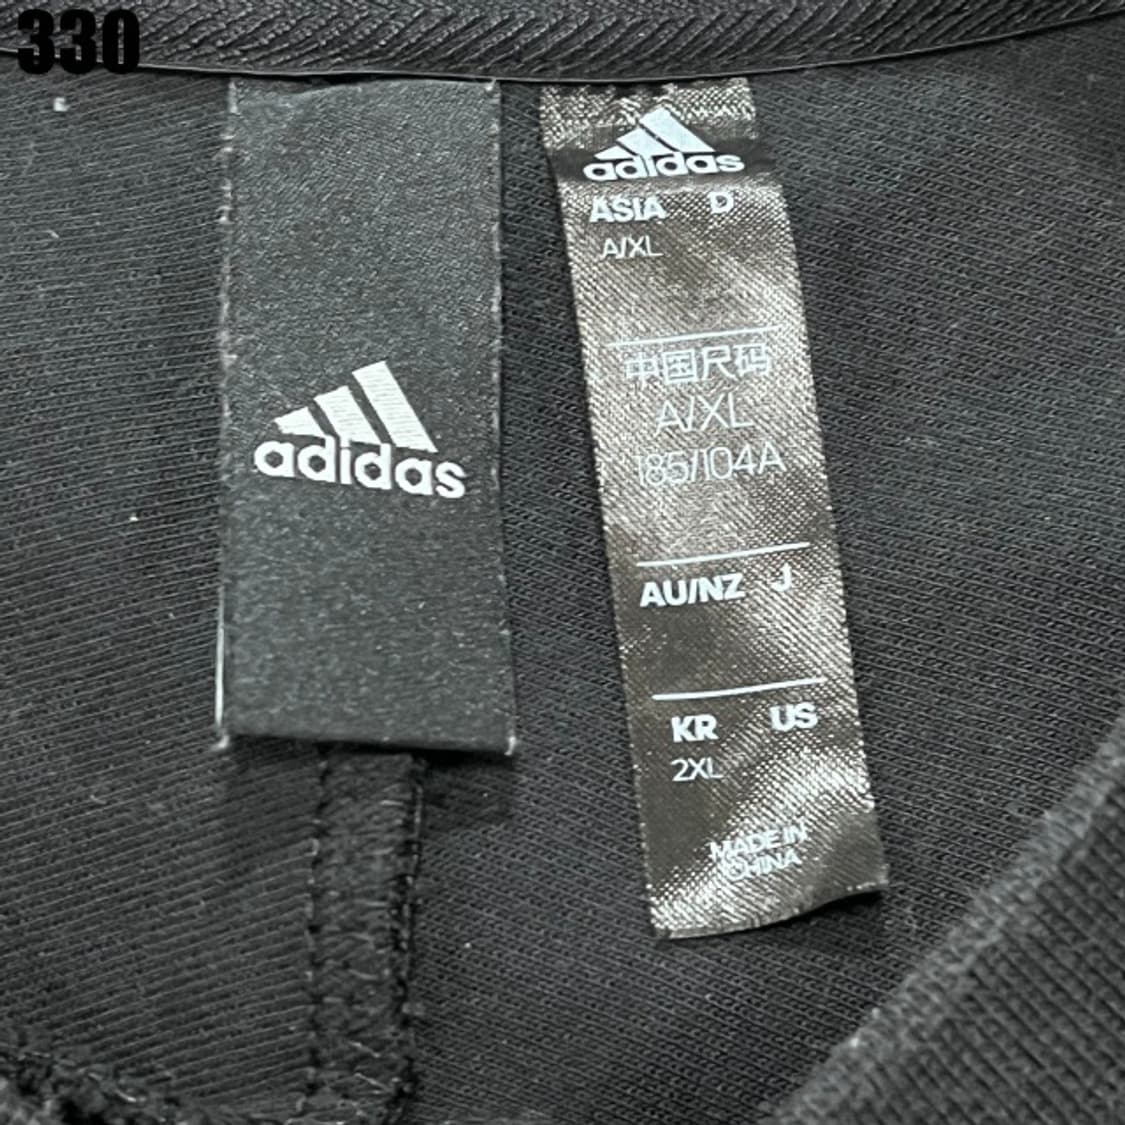 330
adidas
adidas
ASIA D
A/XL
中国尺码
A/XL
185/104A
AU/NZ J
KR US
2XL
MADE IN
CHINA